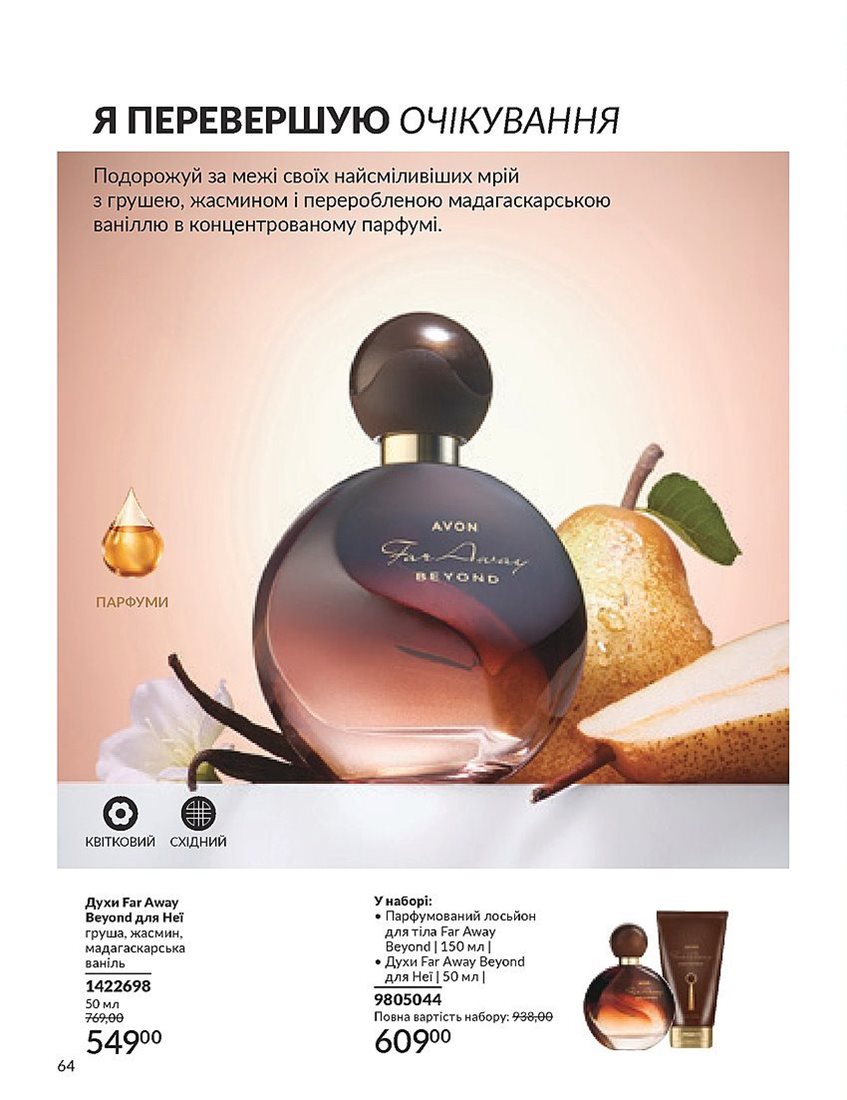 Я ПЕРЕВЕРШУЮ ОЧІКУВАННЯ
Подорожуй за межі своїх найсміливіших мрій
з грушею, жасмином і переробленою мадагаскарською
ваніллю в концентрованому парфумі.
AVON
Far Away
BEYOND
ПАРФУМИ
КВІТКОВИЙ
СХІДНИЙ
Духи Far Away
Beyond для Неї
груша, жасмин,
мадагаскарська
ваніль
1422698
50 мл
769,00
54900
У наборі:
• Парфумований лосьйон
для тіла Far Away
Beyond | 150 мл |
• Духи Far Away Beyond
для Неї | 50 мл |
9805044
Повна вартість набору: 938,00
60900
64